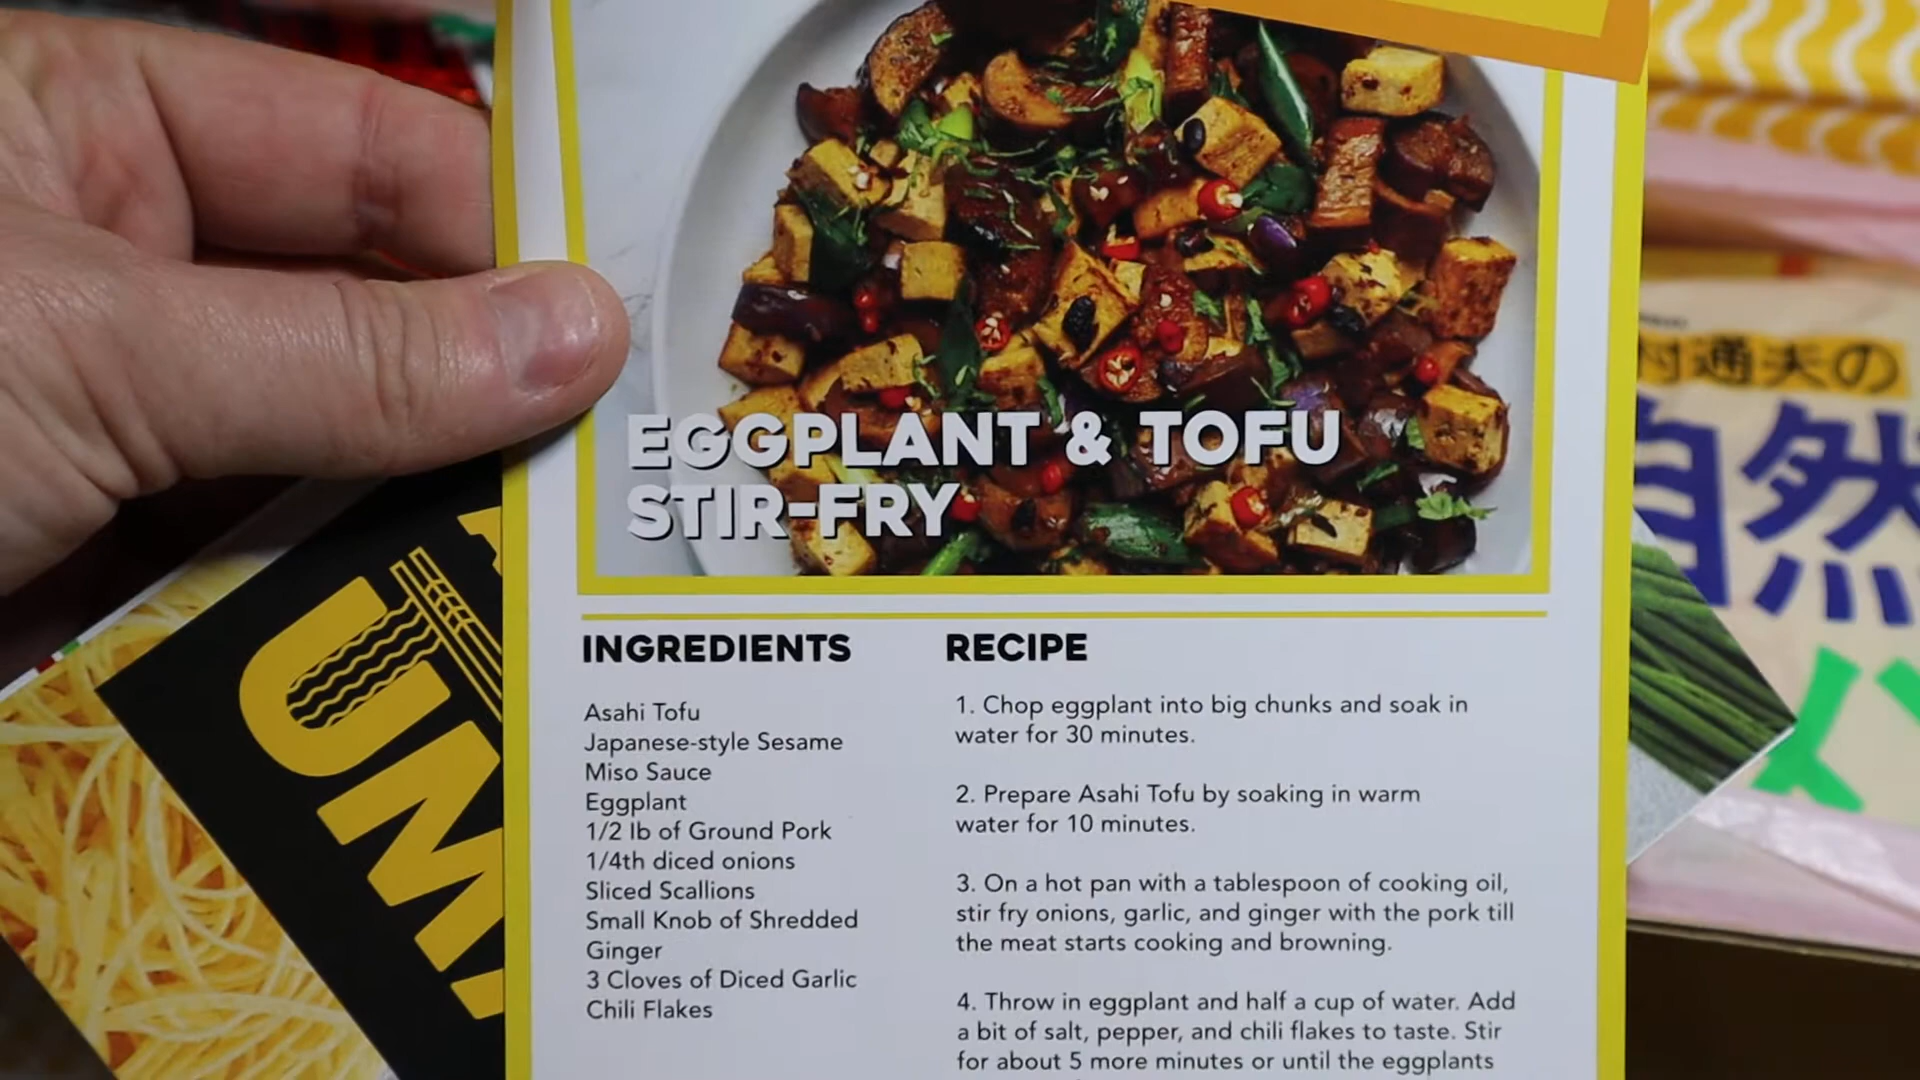 EGGPLANT & TOFU
STIR-FRY
INGREDIENTS
Asahi Tofu
Japanese-style Sesame
Miso Sauce
Eggplant
1/2 lb of Ground Pork
1/4th diced onions
Sliced Scallions
Small Knob of Shredded
Ginger
3 Cloves of Diced Garlic
Chili Flakes
RECIPE
1. Chop eggplant into big chunks and soak in
water for 30 minutes.
2. Prepare Asahi Tofu by soaking in warm
water for 10 minutes.
3. On a hot pan with a tablespoon of cooking oil,
stir fry onions, garlic, and ginger with the pork till
the meat starts cooking and browning.
4. Throw in eggplant and half a cup of water. Add
a bit of salt, pepper, and chili flakes to taste. Stir
for about 5 more minutes or until the eggplants
UM
村通夫の
自然